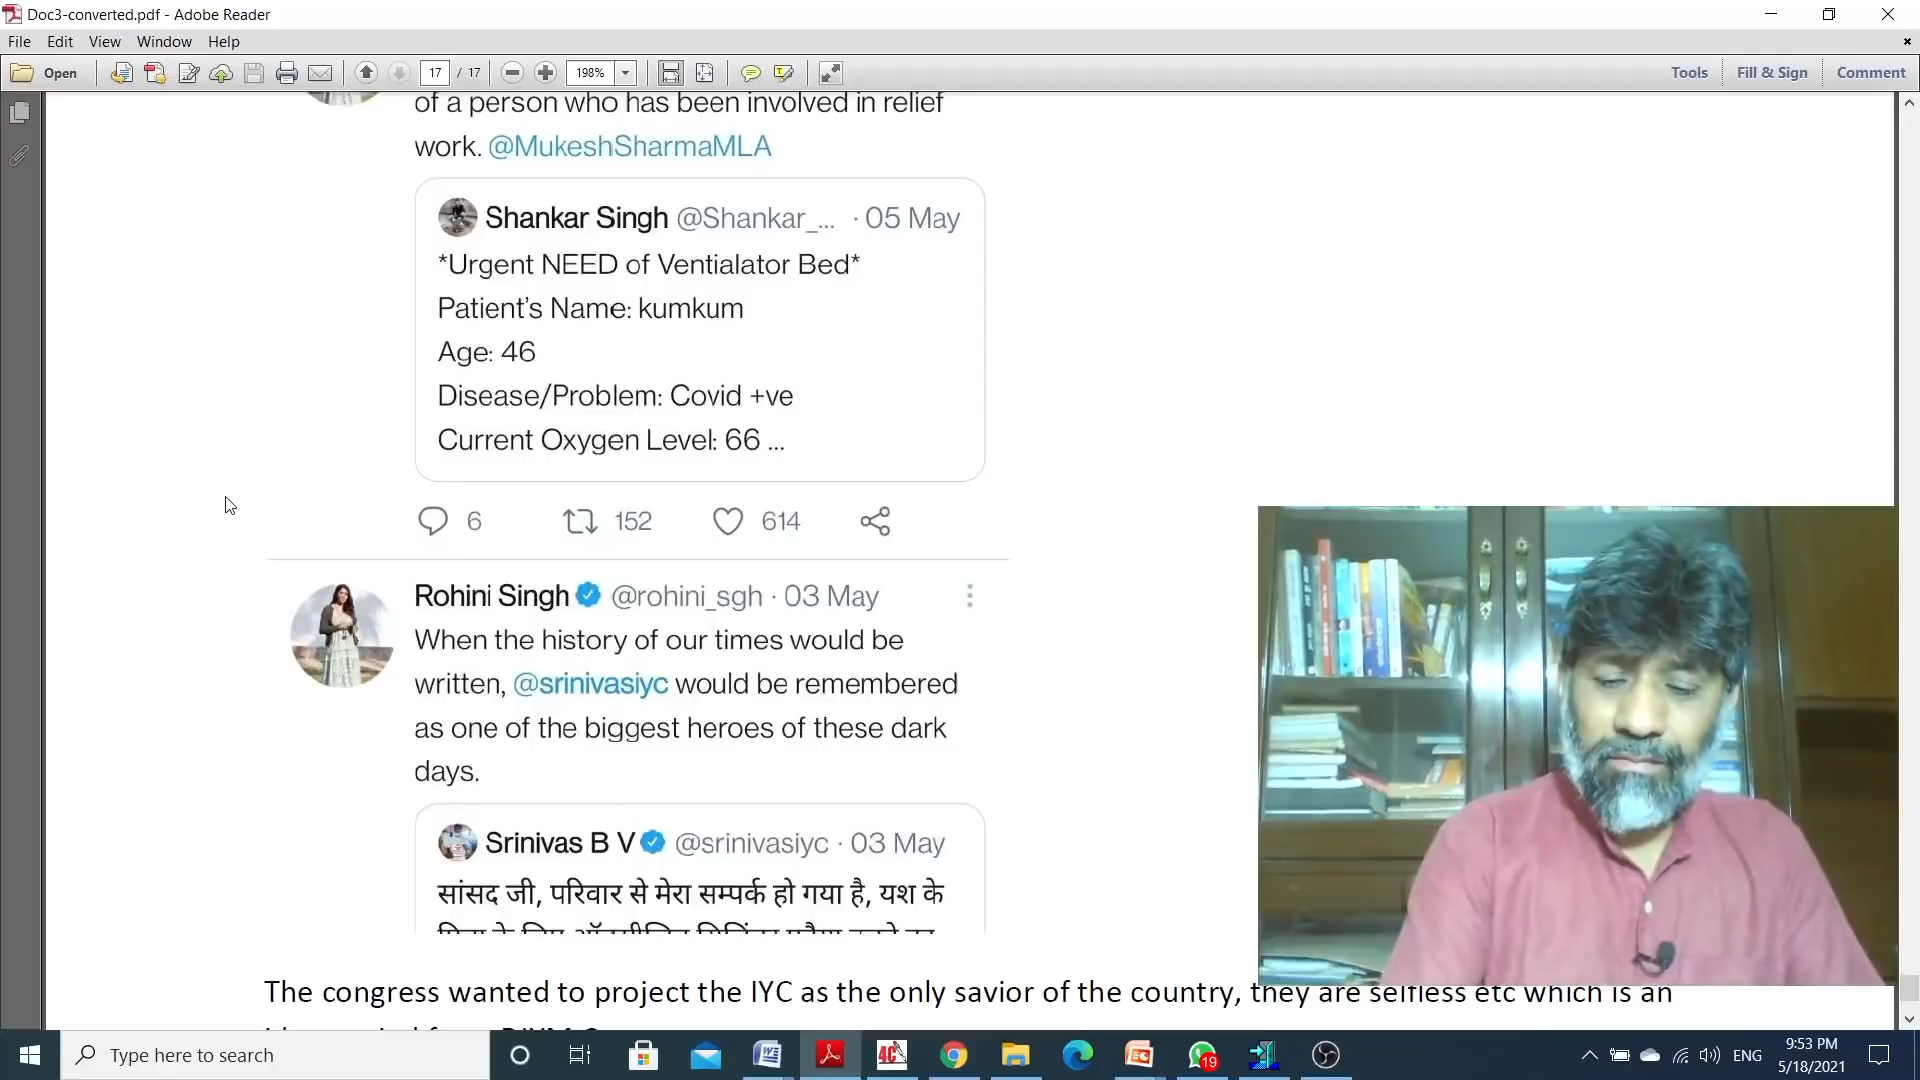 Doc3-converted.pdf - Adobe Reader
File Edit View Window Help
Open 17 / 17 198% Tools Fill & Sign Comment
of a person who has been involved in relief
work. @MukeshSharmaMLA
Shankar Singh @Shankar_... · 05 May
*Urgent NEED of Ventialator Bed*
Patient's Name: kumkum
Age: 46
Disease/Problem: Covid +ve
Current Oxygen Level: 66 ...
6 152 614
Rohini Singh @rohini_sgh · 03 May
When the history of our times would be
written, @srinivasiyc would be remembered
as one of the biggest heroes of these dark
days.
Srinivas B V @srinivasiyc · 03 May
सांसद जी, परिवार से मेरा सम्पर्क हो गया है, यश के
The congress wanted to project the IYC as the only savior of the country, they are selfless etc which is an
Type here to search
19
ENG
9:53 PM
5/18/2021